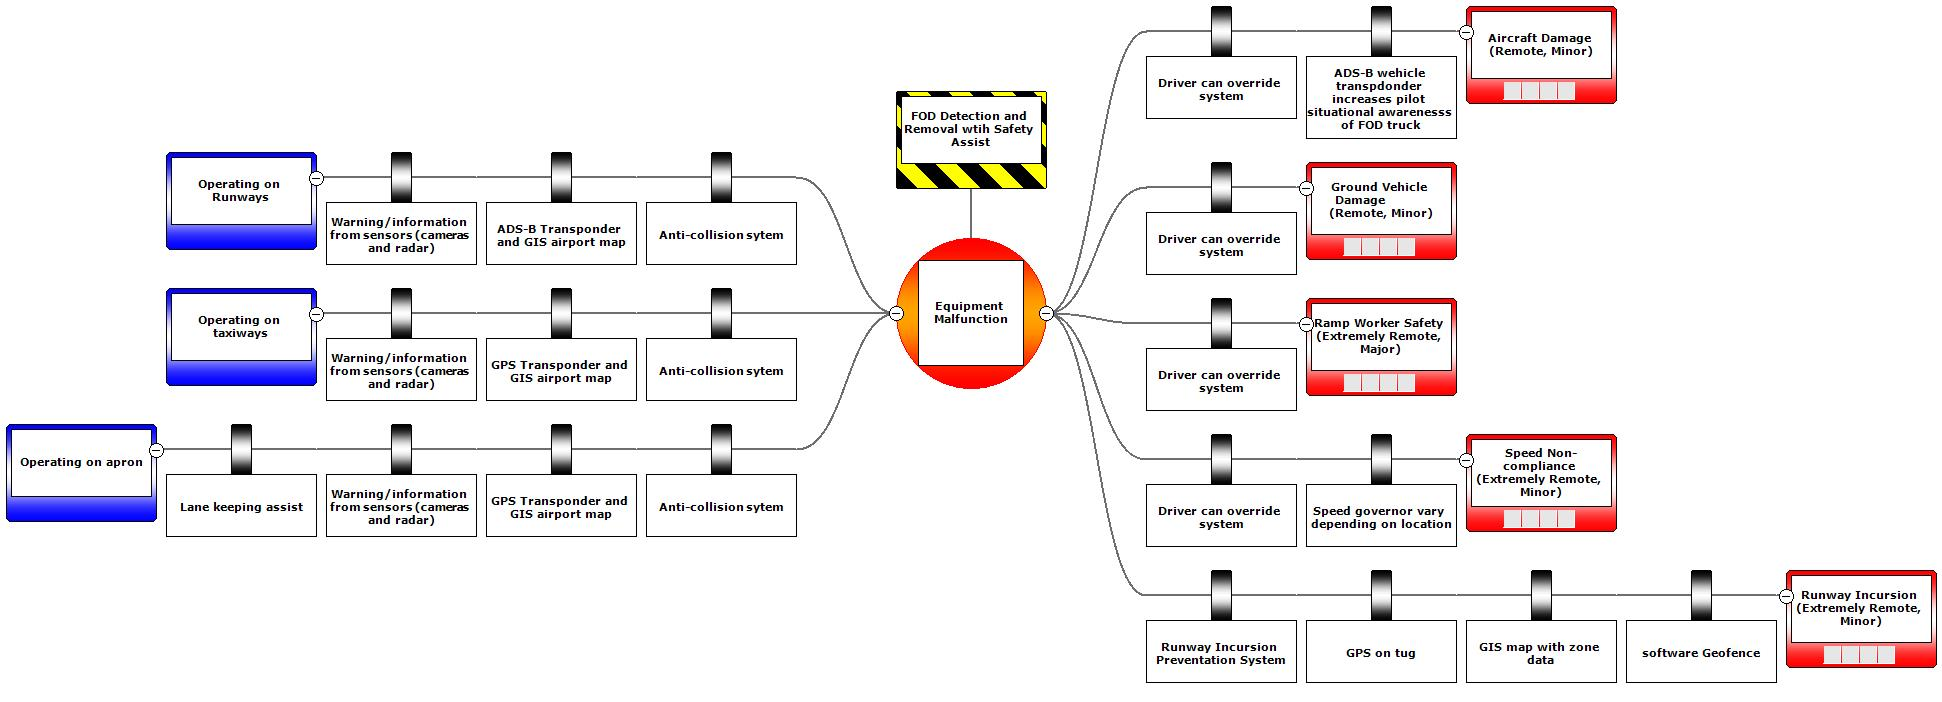 Operating on
Runways
Warning/information
from sensors (cameras
and radar)
ADS-B Transponder
and GIS airport map
Anti-collision sytem
Operating on
taxiways
Warning/information
from sensors (cameras
and radar)
GPS Transponder and
GIS airport map
Anti-collision sytem
Operating on apron
Lane keeping assist
Warning/information
from sensors (cameras
and radar)
GPS Transponder and
GIS airport map
Anti-collision sytem
FOD Detection and
Removal wtih Safety
Assist
Equipment
Malfunction
Driver can override
system
ADS-B wehicle
transpdonder
increases pilot
situational awarenesss
of FOD truck
Aircraft Damage
(Remote, Minor)
Driver can override
system
Ground Vehicle
Damage
(Remote, Minor)
Driver can override
system
Ramp Worker Safety
(Extremely Remote,
Major)
Driver can override
system
Speed governor vary
depending on location
Speed Non-
compliance
(Extremely Remote,
Minor)
Runway Incursion
Preventation System
GPS on tug
GIS map with zone
data
software Geofence
Runway Incursion
(Extremely Remote,
Minor)